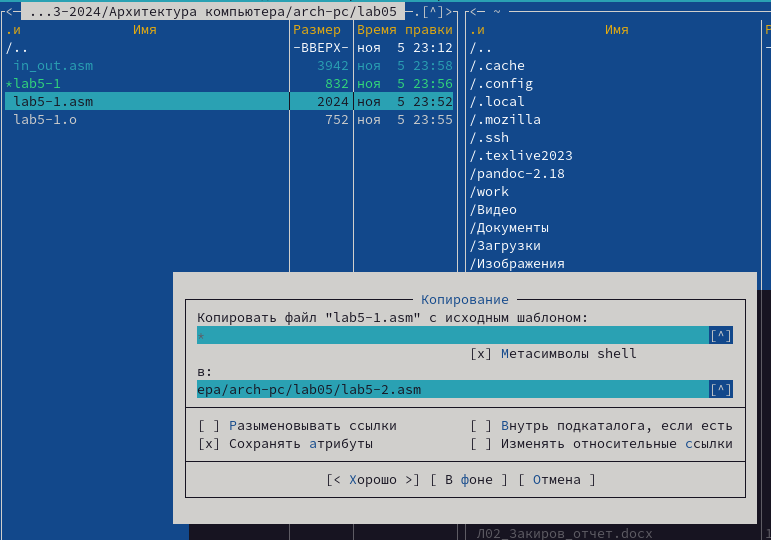 <— ...3-2024/Архитектура компьютера/arch-pc/lab05 —.[^]>
.и Имя Размер Время правки
/.. -ВВЕРХ- ноя 5 23:12
in_out.asm 3942 ноя 5 23:58
*lab5-1 832 ноя 5 23:56
lab5-1.asm 2024 ноя 5 23:52
lab5-1.o 752 ноя 5 23:55
<— ~
.и Имя
/..
/.cache
/.config
/.local
/.mozilla
/.ssh
/.texlive2023
/pandoc-2.18
/work
/Видео
/Документы
/Загрузки
/Изображения
Копирование
Копировать файл "lab5-1.asm" с исходным шаблоном:
* [^]
[x] Метасимволы shell
в:
ера/arch-pc/lab05/lab5-2.asm [^]
[ ] Разыменовывать ссылки [ ] Внутрь подкаталога, если есть
[x] Сохранять атрибуты [ ] Изменять относительные ссылки
[< Хорошо >] [ В фоне ] [ Отмена ]
Л02_Закиров_отчет.docx